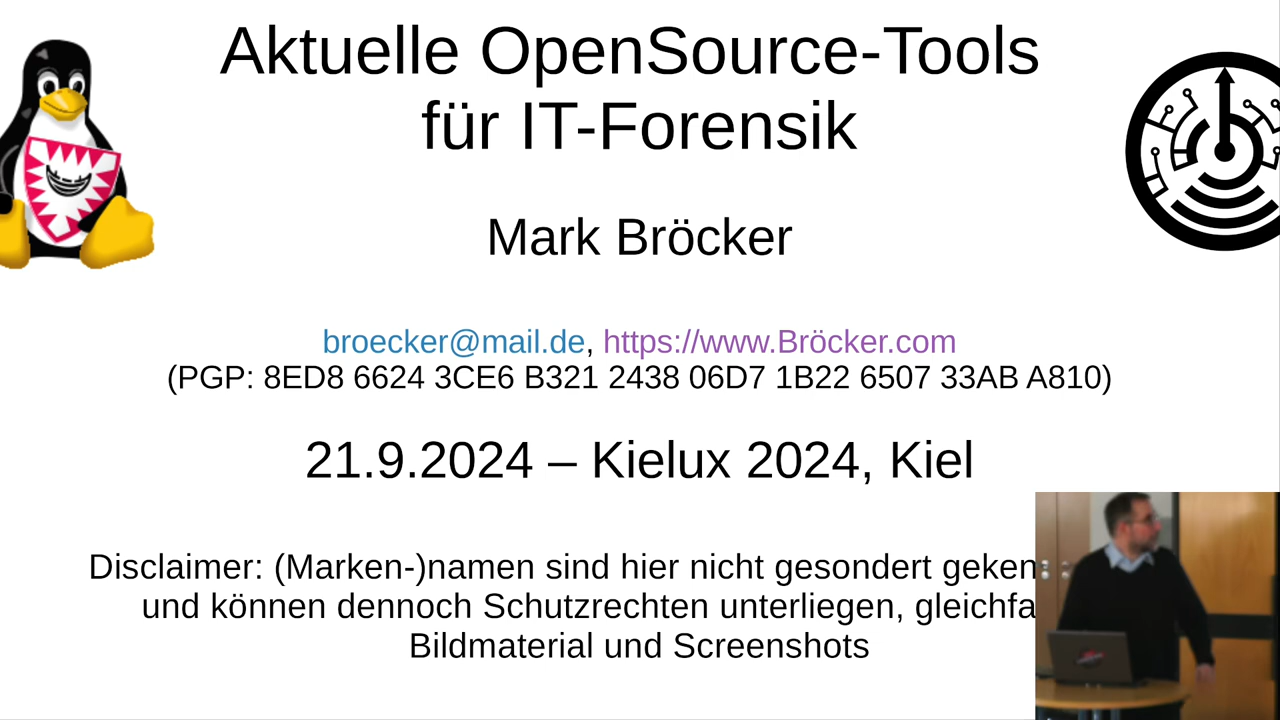 Aktuelle OpenSource-Tools
für IT-Forensik
Mark Bröcker
broecker@mail.de, https://www.Bröcker.com
(PGP: 8ED8 6624 3CE6 B321 2438 06D7 1B22 6507 33AB A810)
21.9.2024 – Kielux 2024, Kiel
Disclaimer: (Marken-)namen sind hier nicht gesondert geken
und können dennoch Schutzrechten unterliegen, gleichfa
Bildmaterial und Screenshots